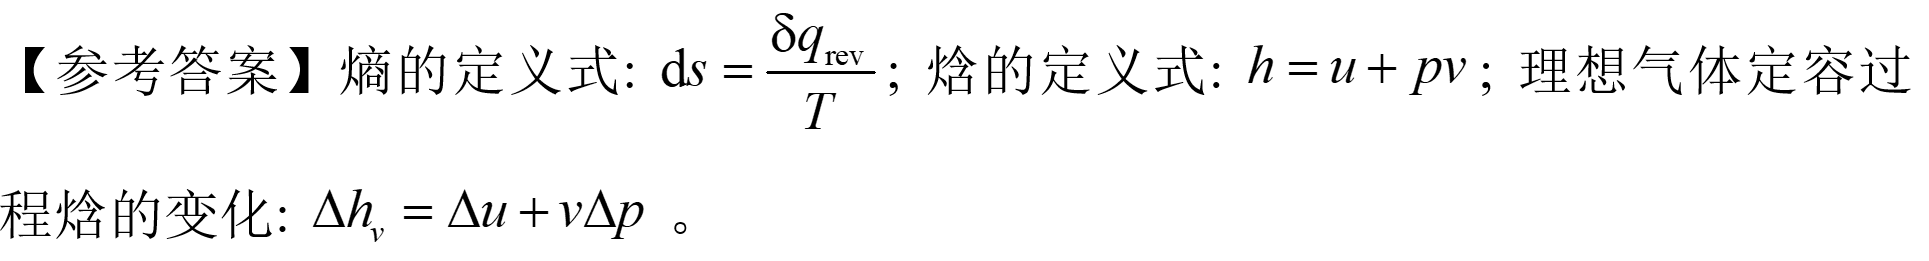 【参考答案】熵的定义式: ds = δq_rev / T ; 焓的定义式: h = u + pv ; 理想气体定容过
程焓的变化: Δh_v = Δu + vΔp 。